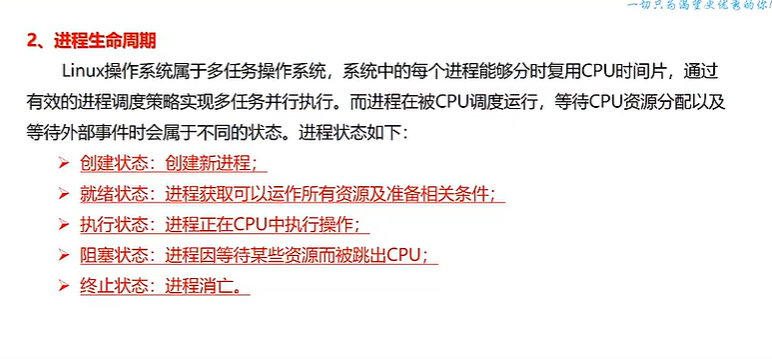 一切只为渴望更优秀的你!
2、进程生命周期
Linux操作系统属于多任务操作系统，系统中的每个进程能够分时复用CPU时间片，通过
有效的进程调度策略实现多任务并行执行。而进程在被CPU调度运行，等待CPU资源分配以及
等待外部事件时会属于不同的状态。进程状态如下：
➢ 创建状态：创建新进程；
➢ 就绪状态：进程获取可以运作所有资源及准备相关条件；
➢ 执行状态：进程正在CPU中执行操作；
➢ 阻塞状态：进程因等待某些资源而被跳出CPU；
➢ 终止状态：进程消亡。